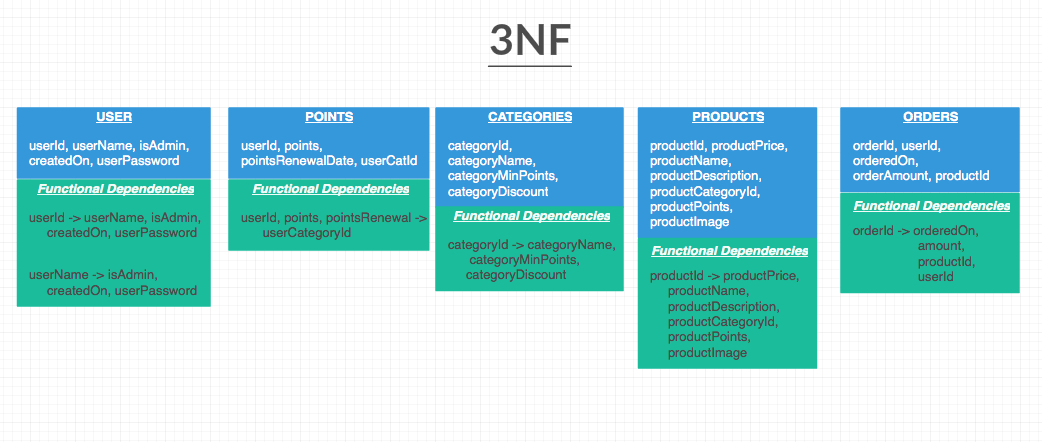 3NF
USER
userId, userName, isAdmin,
createdOn, userPassword
Functional Dependencies
userId -> userName, isAdmin,
createdOn, userPassword
userName -> isAdmin,
createdOn, userPassword
POINTS
userId, points,
pointsRenewalDate, userCatId
Functional Dependencies
userId, points, pointsRenewal ->
userCategoryId
CATEGORIES
categoryId,
categoryName,
categoryMinPoints,
categoryDiscount
Functional Dependencies
categoryId -> categoryName,
categoryMinPoints,
categoryDiscount
PRODUCTS
productId, productPrice,
productName,
productDescription,
productCategoryId,
productPoints,
productImage
Functional Dependencies
productId -> productPrice,
productName,
productDescription,
productCategoryId,
productPoints,
productImage
ORDERS
orderId, userId,
orderedOn,
orderAmount, productId
Functional Dependencies
orderId -> orderedOn,
amount,
productId,
userId